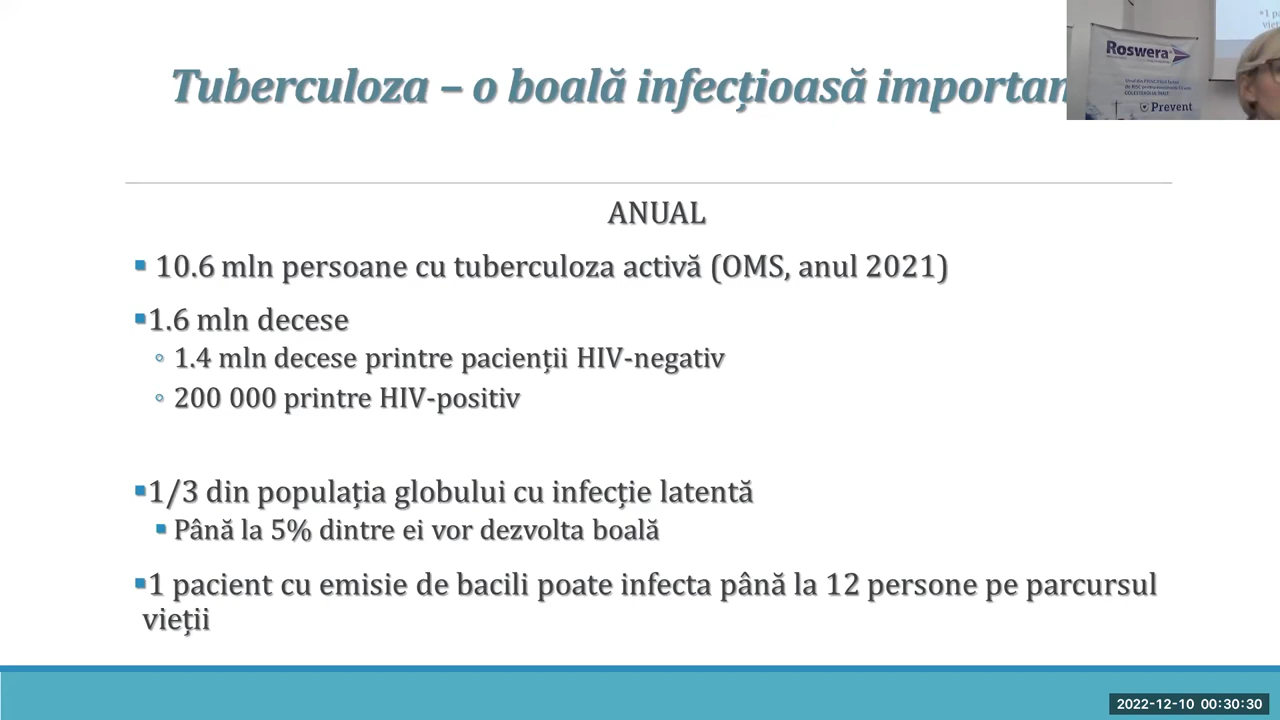 Tuberculoza – o boală infecțioasă importan
Roswera
Prevent
ANUAL
10.6 mln persoane cu tuberculoza activă (OMS, anul 2021)
1.6 mln decese
1.4 mln decese printre pacienții HIV-negativ
200 000 printre HIV-pozitiv
1/3 din populația globului cu infecție latentă
Până la 5% dintre ei vor dezvolta boală
1 pacient cu emisie de bacili poate infecta până la 12 persone pe parcursul
vieții
2022-12-10 00:30:30